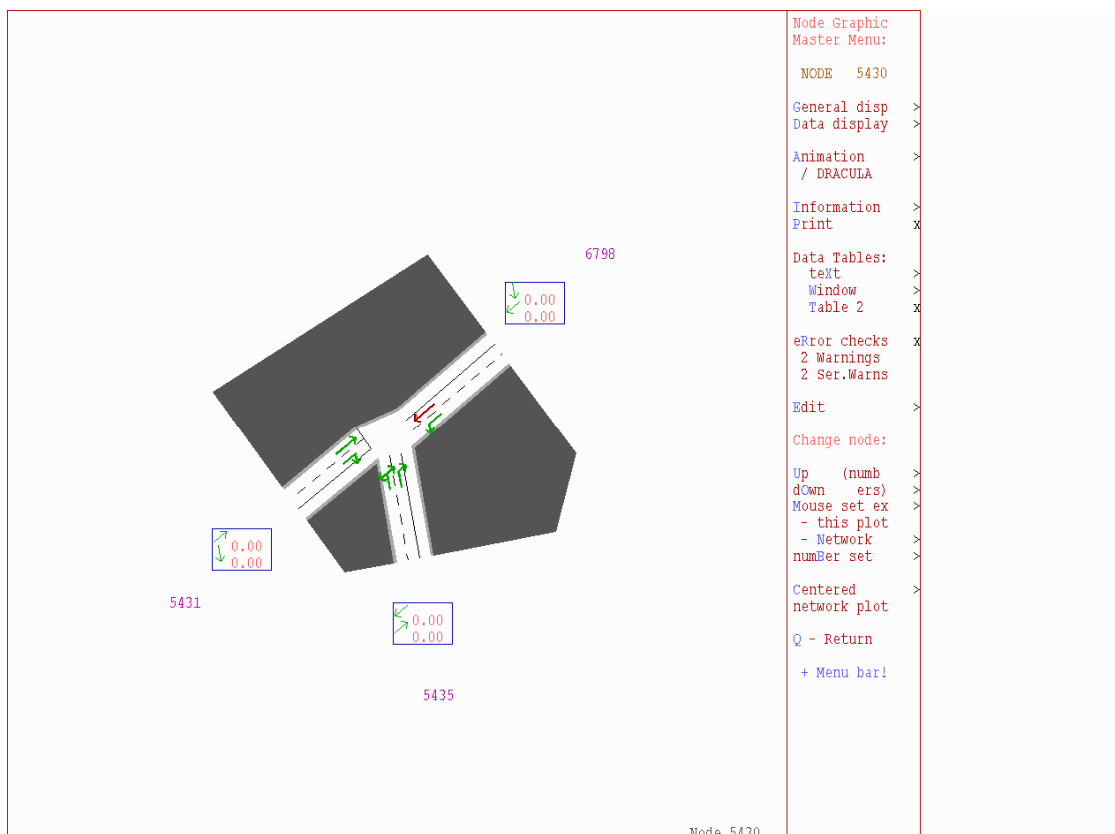 Node Graphic
Master Menu:
NODE 5430
General disp >
Data display >
Animation >
/ DRACULA
Information >
Print x
Data Tables:
teXt >
Window >
Table 2 x
eRror checks x
2 Warnings
2 Ser.Warns
Edit >
Change node:
Up (numb >
dOwn ers) >
Mouse set ex >
- this plot
- Network >
numBer set >
Centered >
network plot
Q - Return
+ Menu bar!
6798
0.00
0.00
0.00
0.00
5431
0.00
0.00
5435
Node 5430